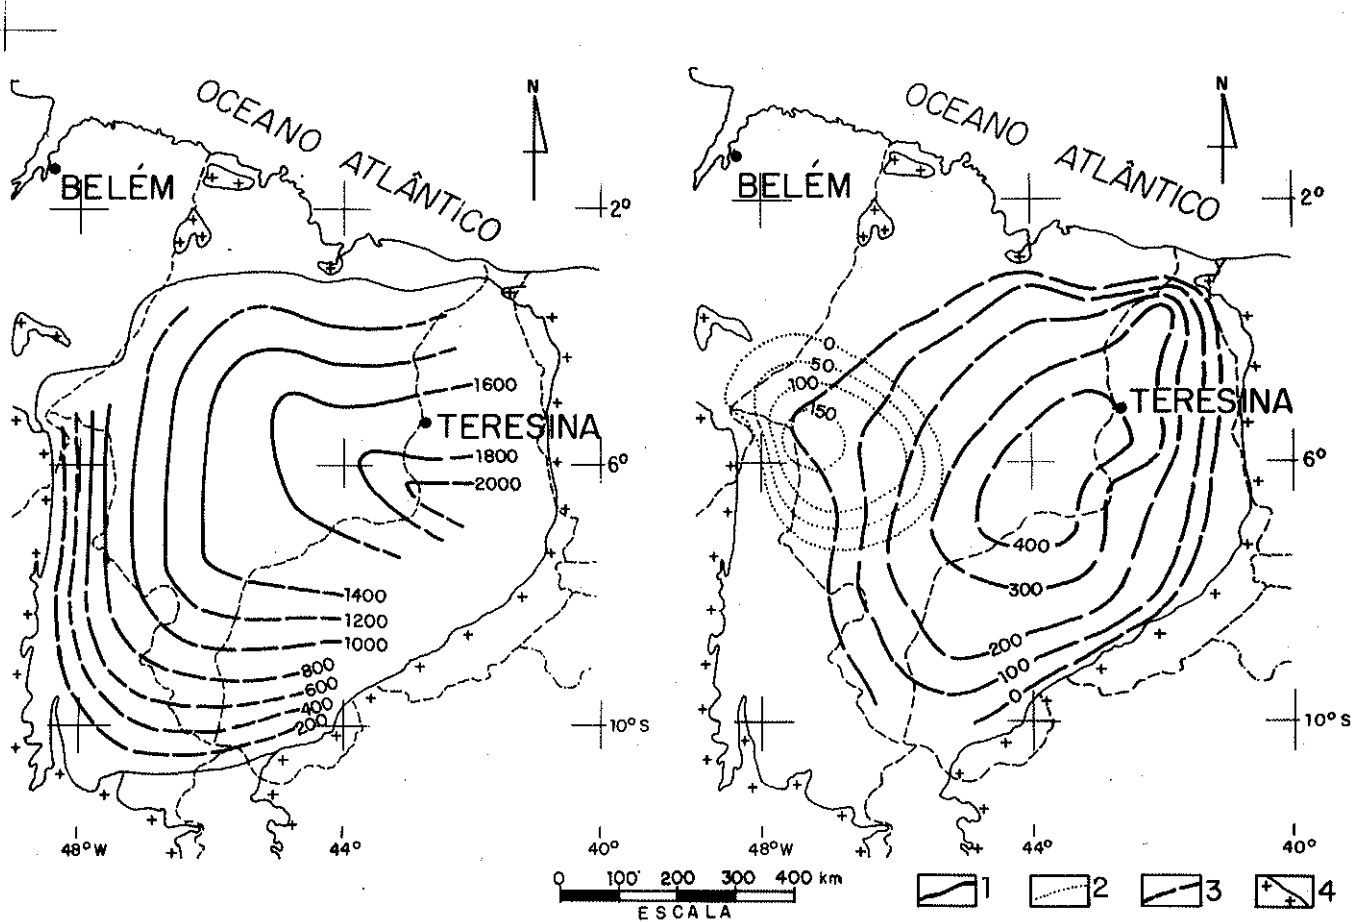 OCEANO ATLÂNTICO
N
BELÉM
2°
1600
TERESINA
1800
6°
2000
1400
1200
1000
800
600
400
200
10° S
48° W
44°
40°
OCEANO ATLÂNTICO
N
BELÉM
2°
0
50
100
150
TERESINA
6°
400
300
200
100
0
10° S
48° W
44°
40°
0 100 200 300 400 km
ESCALA
1 2 3 4